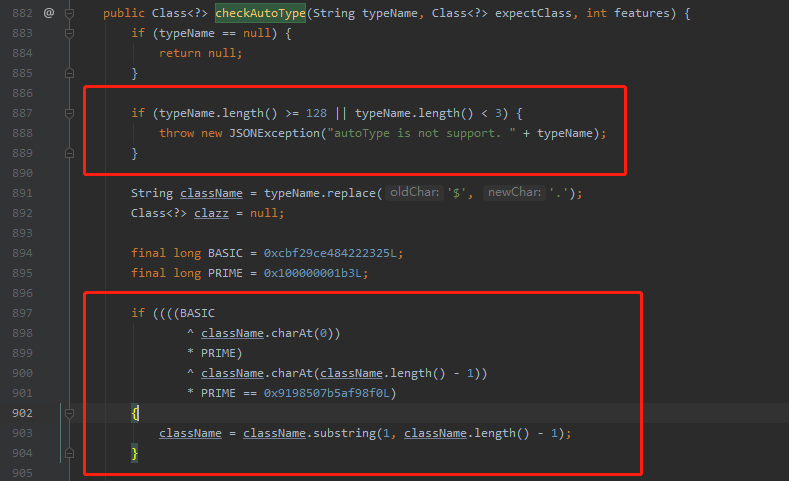 882 @ public Class<?> checkAutoType(String typeName, Class<?> expectClass, int features) {
883 if (typeName == null) {
884 return null;
885 }
886
887 if (typeName.length() >= 128 || typeName.length() < 3) {
888 throw new JSONException("autoType is not support. " + typeName);
889 }
890
891 String className = typeName.replace( oldChar: '$', newChar: '.');
892 Class<?> clazz = null;
893
894 final long BASIC = 0xcbf29ce484222325L;
895 final long PRIME = 0x100000001b3L;
896
897 if ((((BASIC
898 ^ className.charAt(0))
899 * PRIME)
900 ^ className.charAt(className.length() - 1))
901 * PRIME == 0x9198507b5af98f0L)
902 {
903 className = className.substring(1, className.length() - 1);
904 }
905